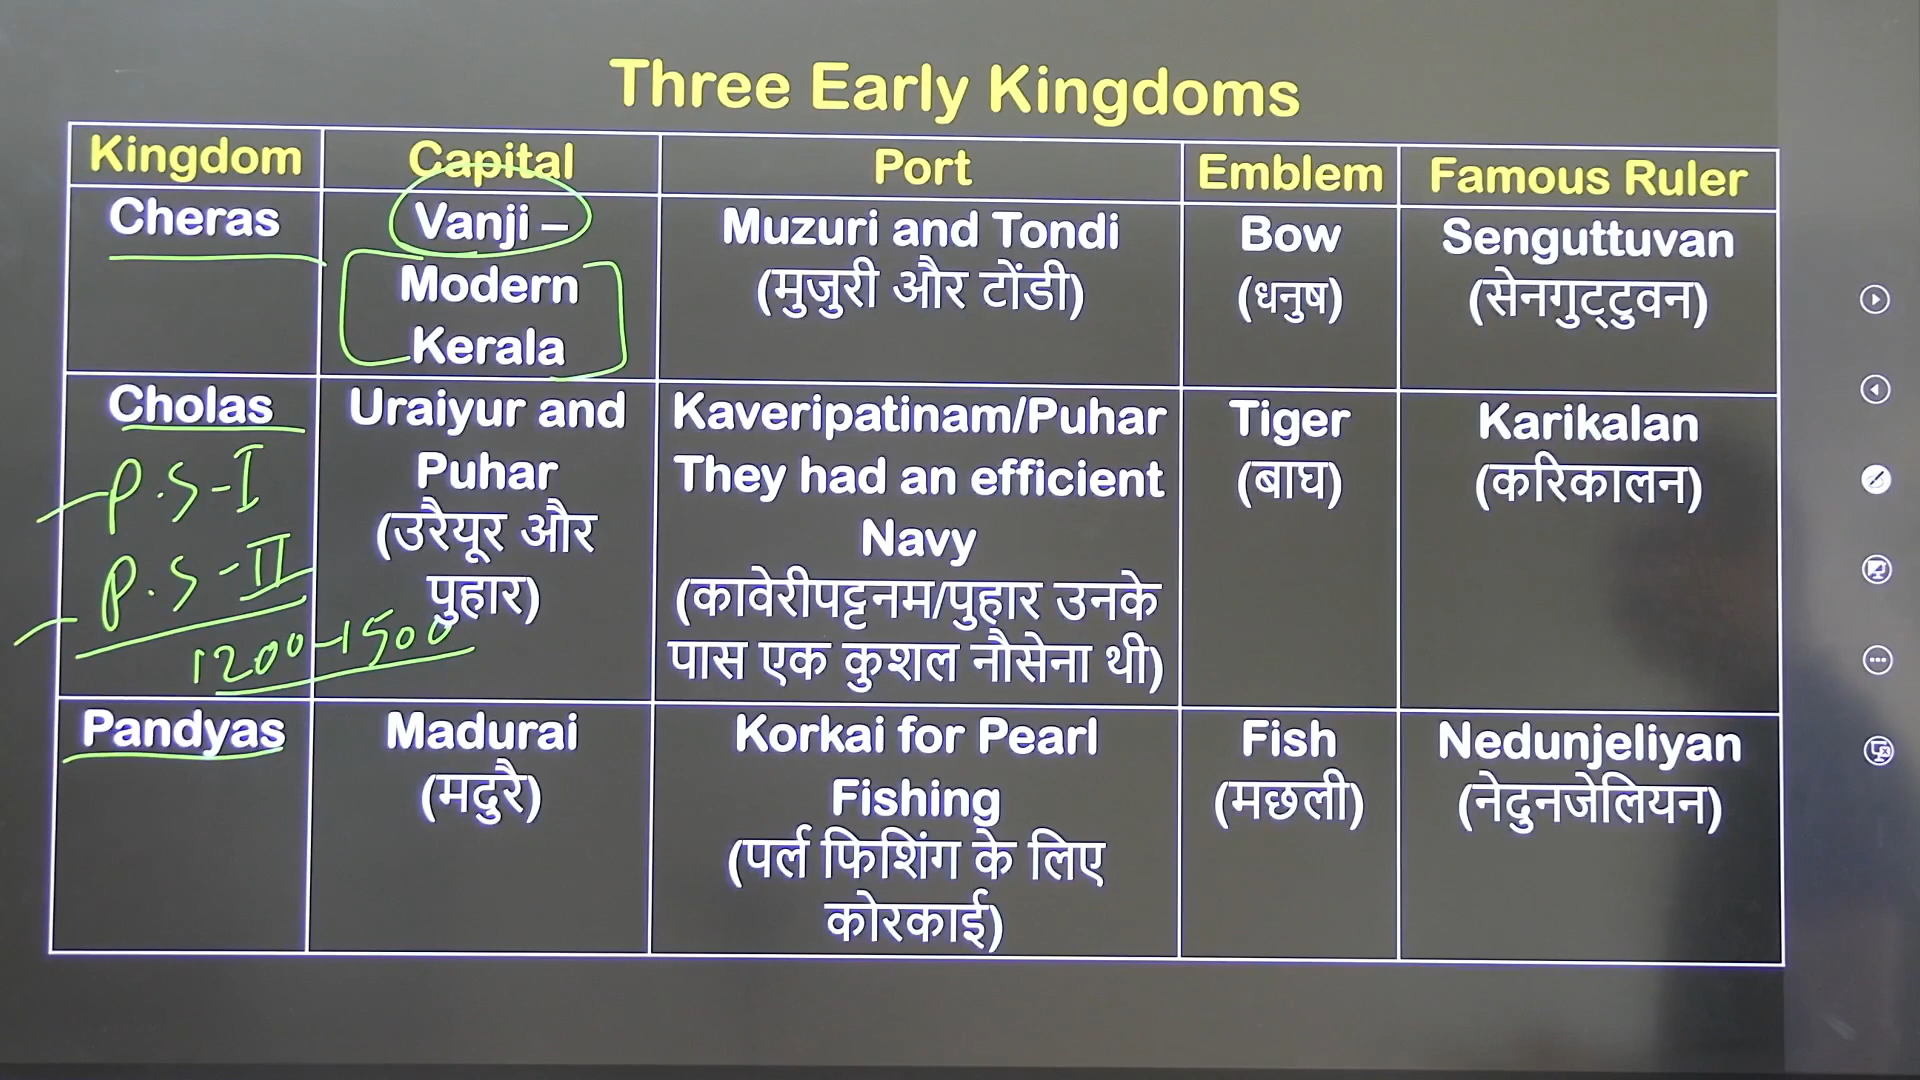 Three Early Kingdoms
Kingdom
Capital
Port
Emblem
Famous Ruler
Cheras
Vanji –
Modern
Kerala
Muzuri and Tondi
(मुजुरी और टोंडी)
Bow
(धनुष)
Senguttuvan
(सेनगुट्टुवन)
Cholas
P.S-I
P.S-II
1200-1500
Uraiyur and
Puhar
(उरैयूर और
पुहार)
Kaveripatinam/Puhar
They had an efficient
Navy
(कावेरीपट्टनम/पुहार उनके
पास एक कुशल नौसेना थी)
Tiger
(बाघ)
Karikalan
(करिकालन)
Pandyas
Madurai
(मदुरै)
Korkai for Pearl
Fishing
(पर्ल फिशिंग के लिए
कोरकाई)
Fish
(मछली)
Nedunjeliyan
(नेदुनजेलियन)